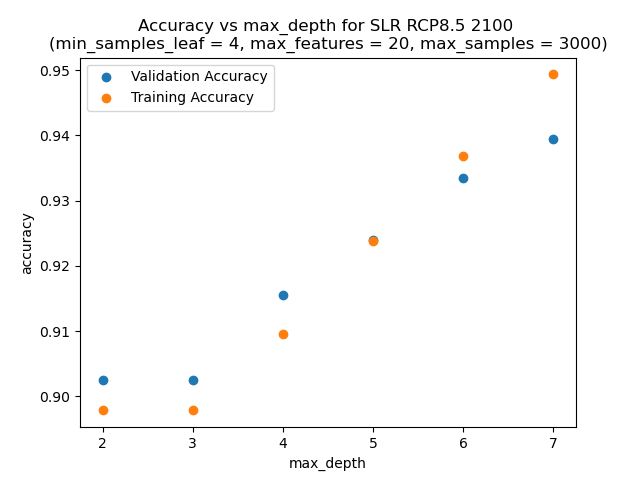 Accuracy vs max_depth for SLR RCP8.5 2100
(min_samples_leaf = 4, max_features = 20, max_samples = 3000)
Validation Accuracy
Training Accuracy
0.95
0.94
0.93
0.92
0.91
0.90
accuracy
2 3 4 5 6 7
max_depth